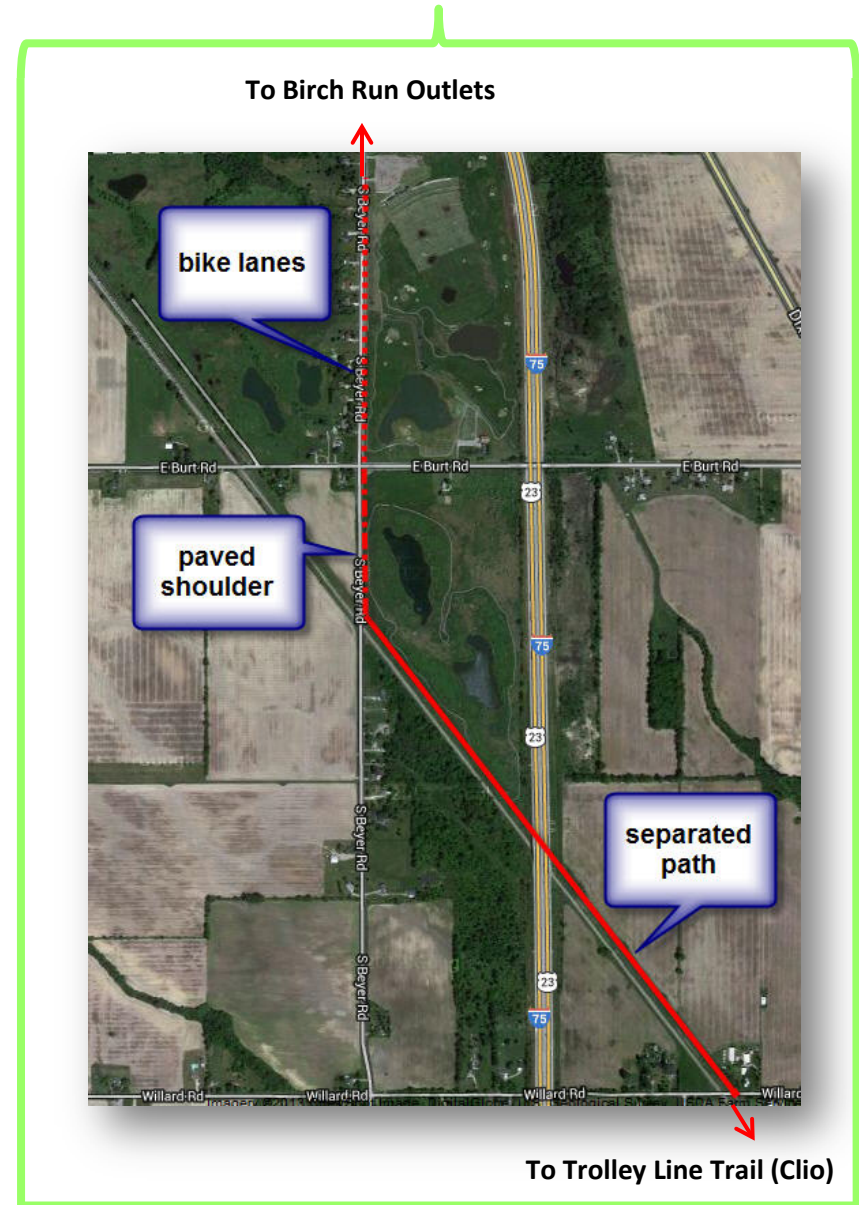 To Birch Run Outlets
S Beyer Rd
bike lanes
75
S Beyer Rd
E Burt Rd
E Burt Rd
E Burt Rd
23
paved
shoulder
S Beyer Rd
75
23
separated
path
S Beyer Rd
S Beyer Rd
23
75
Willard Rd
Willard Rd
Willard Rd
Willard
To Trolley Line Trail (Clio)